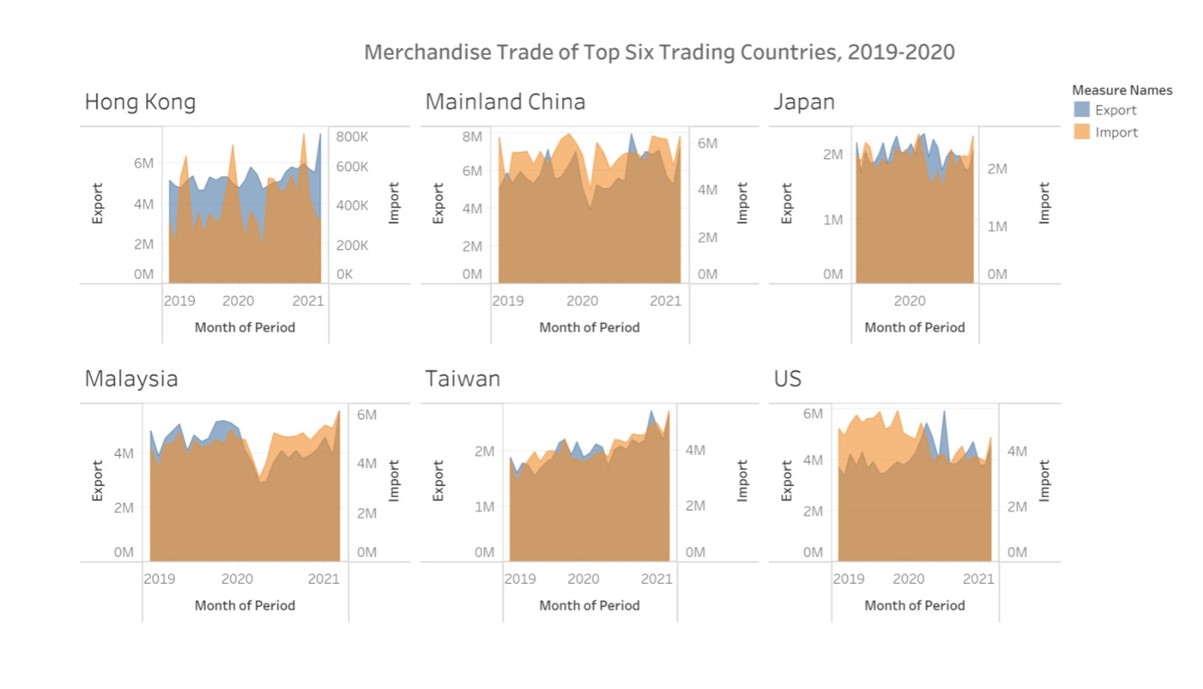 Merchandise Trade of Top Six Trading Countries, 2019-2020
Measure Names
Export
Import
Hong Kong
6M
4M
2M
0M
Export
800K
600K
400K
200K
0K
Import
2019 2020 2021
Month of Period
Mainland China
8M
6M
4M
2M
0M
Export
6M
4M
2M
0M
Import
2019 2020 2021
Month of Period
Japan
2M
1M
0M
Export
2M
1M
0M
Import
2020
Month of Period
Malaysia
4M
2M
0M
Export
6M
4M
2M
0M
Import
2019 2020 2021
Month of Period
Taiwan
2M
1M
0M
Export
4M
2M
0M
Import
2019 2020 2021
Month of Period
US
6M
4M
2M
0M
Export
4M
2M
0M
Import
2019 2020 2021
Month of Period